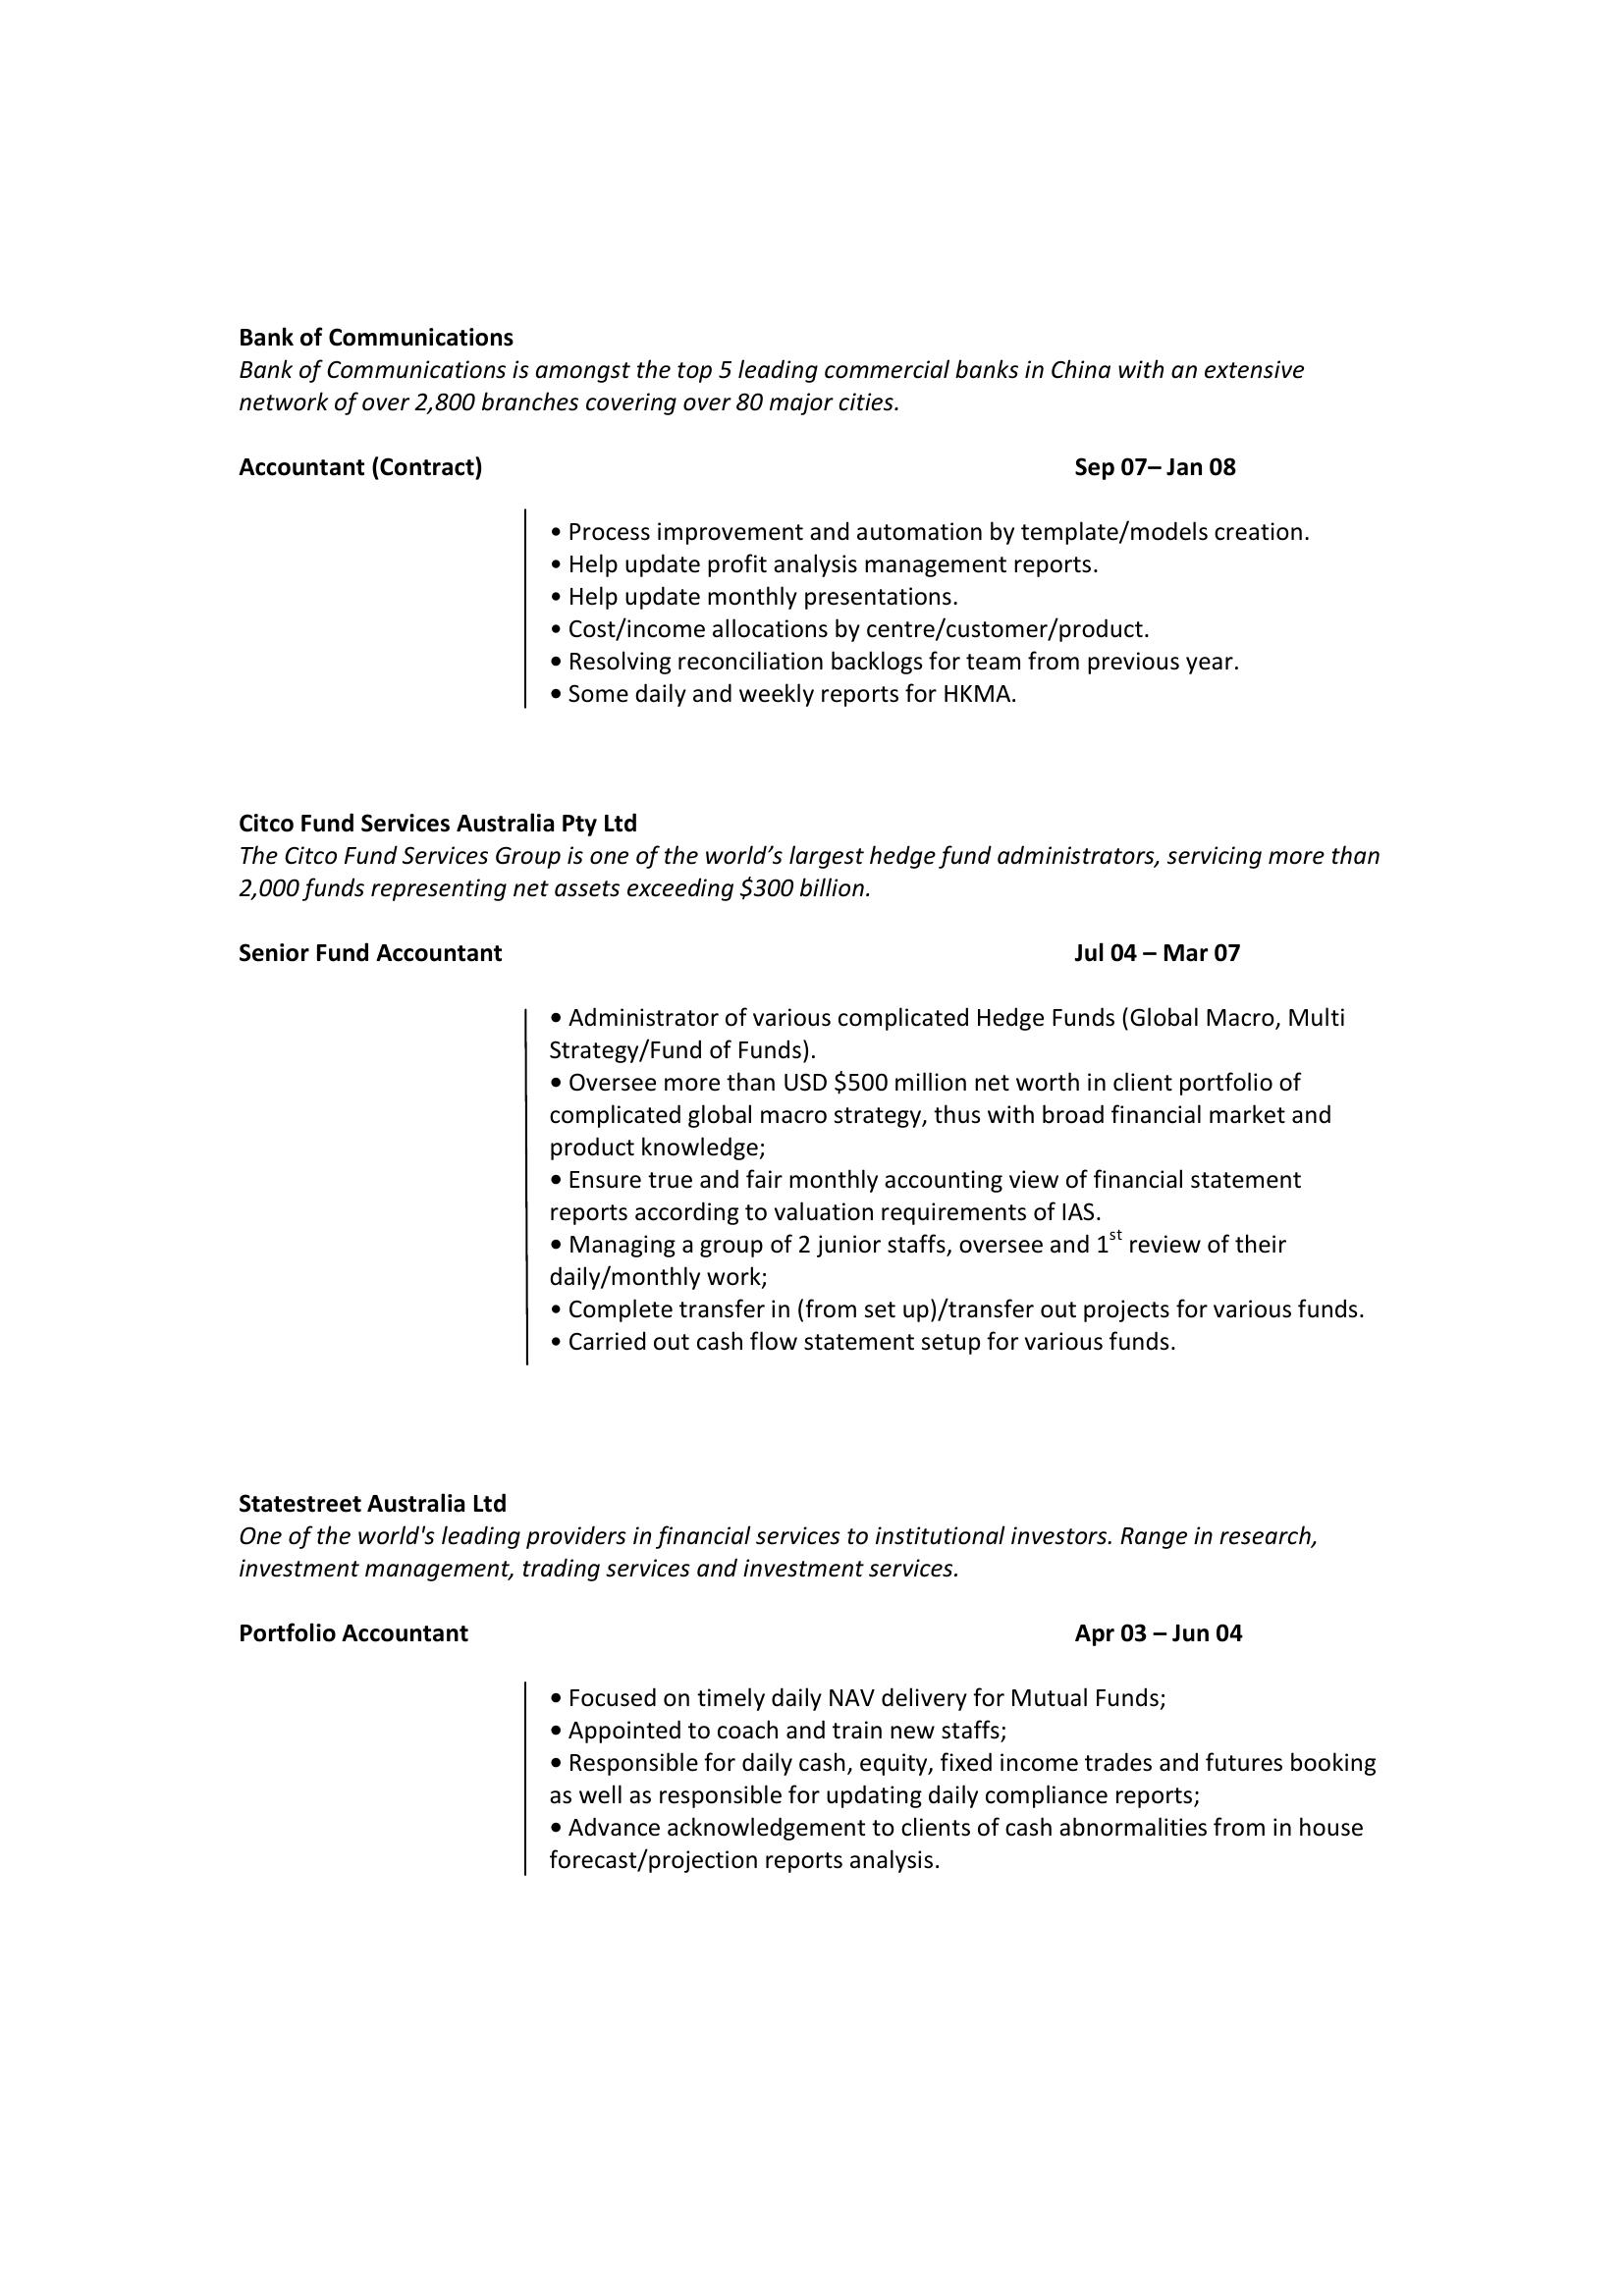 Bank of Communications
Bank of Communications is amongst the top 5 leading commercial banks in China with an extensive
network of over 2,800 branches covering over 80 major cities.
Accountant (Contract) Sep 07– Jan 08
• Process improvement and automation by template/models creation.
• Help update profit analysis management reports.
• Help update monthly presentations.
• Cost/income allocations by centre/customer/product.
• Resolving reconciliation backlogs for team from previous year.
• Some daily and weekly reports for HKMA.
Citco Fund Services Australia Pty Ltd
The Citco Fund Services Group is one of the world’s largest hedge fund administrators, servicing more than
2,000 funds representing net assets exceeding $300 billion.
Senior Fund Accountant Jul 04 – Mar 07
• Administrator of various complicated Hedge Funds (Global Macro, Multi
Strategy/Fund of Funds).
• Oversee more than USD $500 million net worth in client portfolio of
complicated global macro strategy, thus with broad financial market and
product knowledge;
• Ensure true and fair monthly accounting view of financial statement
reports according to valuation requirements of IAS.
• Managing a group of 2 junior staffs, oversee and 1st review of their
daily/monthly work;
• Complete transfer in (from set up)/transfer out projects for various funds.
• Carried out cash flow statement setup for various funds.
Statestreet Australia Ltd
One of the world's leading providers in financial services to institutional investors. Range in research,
investment management, trading services and investment services.
Portfolio Accountant Apr 03 – Jun 04
• Focused on timely daily NAV delivery for Mutual Funds;
• Appointed to coach and train new staffs;
• Responsible for daily cash, equity, fixed income trades and futures booking
as well as responsible for updating daily compliance reports;
• Advance acknowledgement to clients of cash abnormalities from in house
forecast/projection reports analysis.